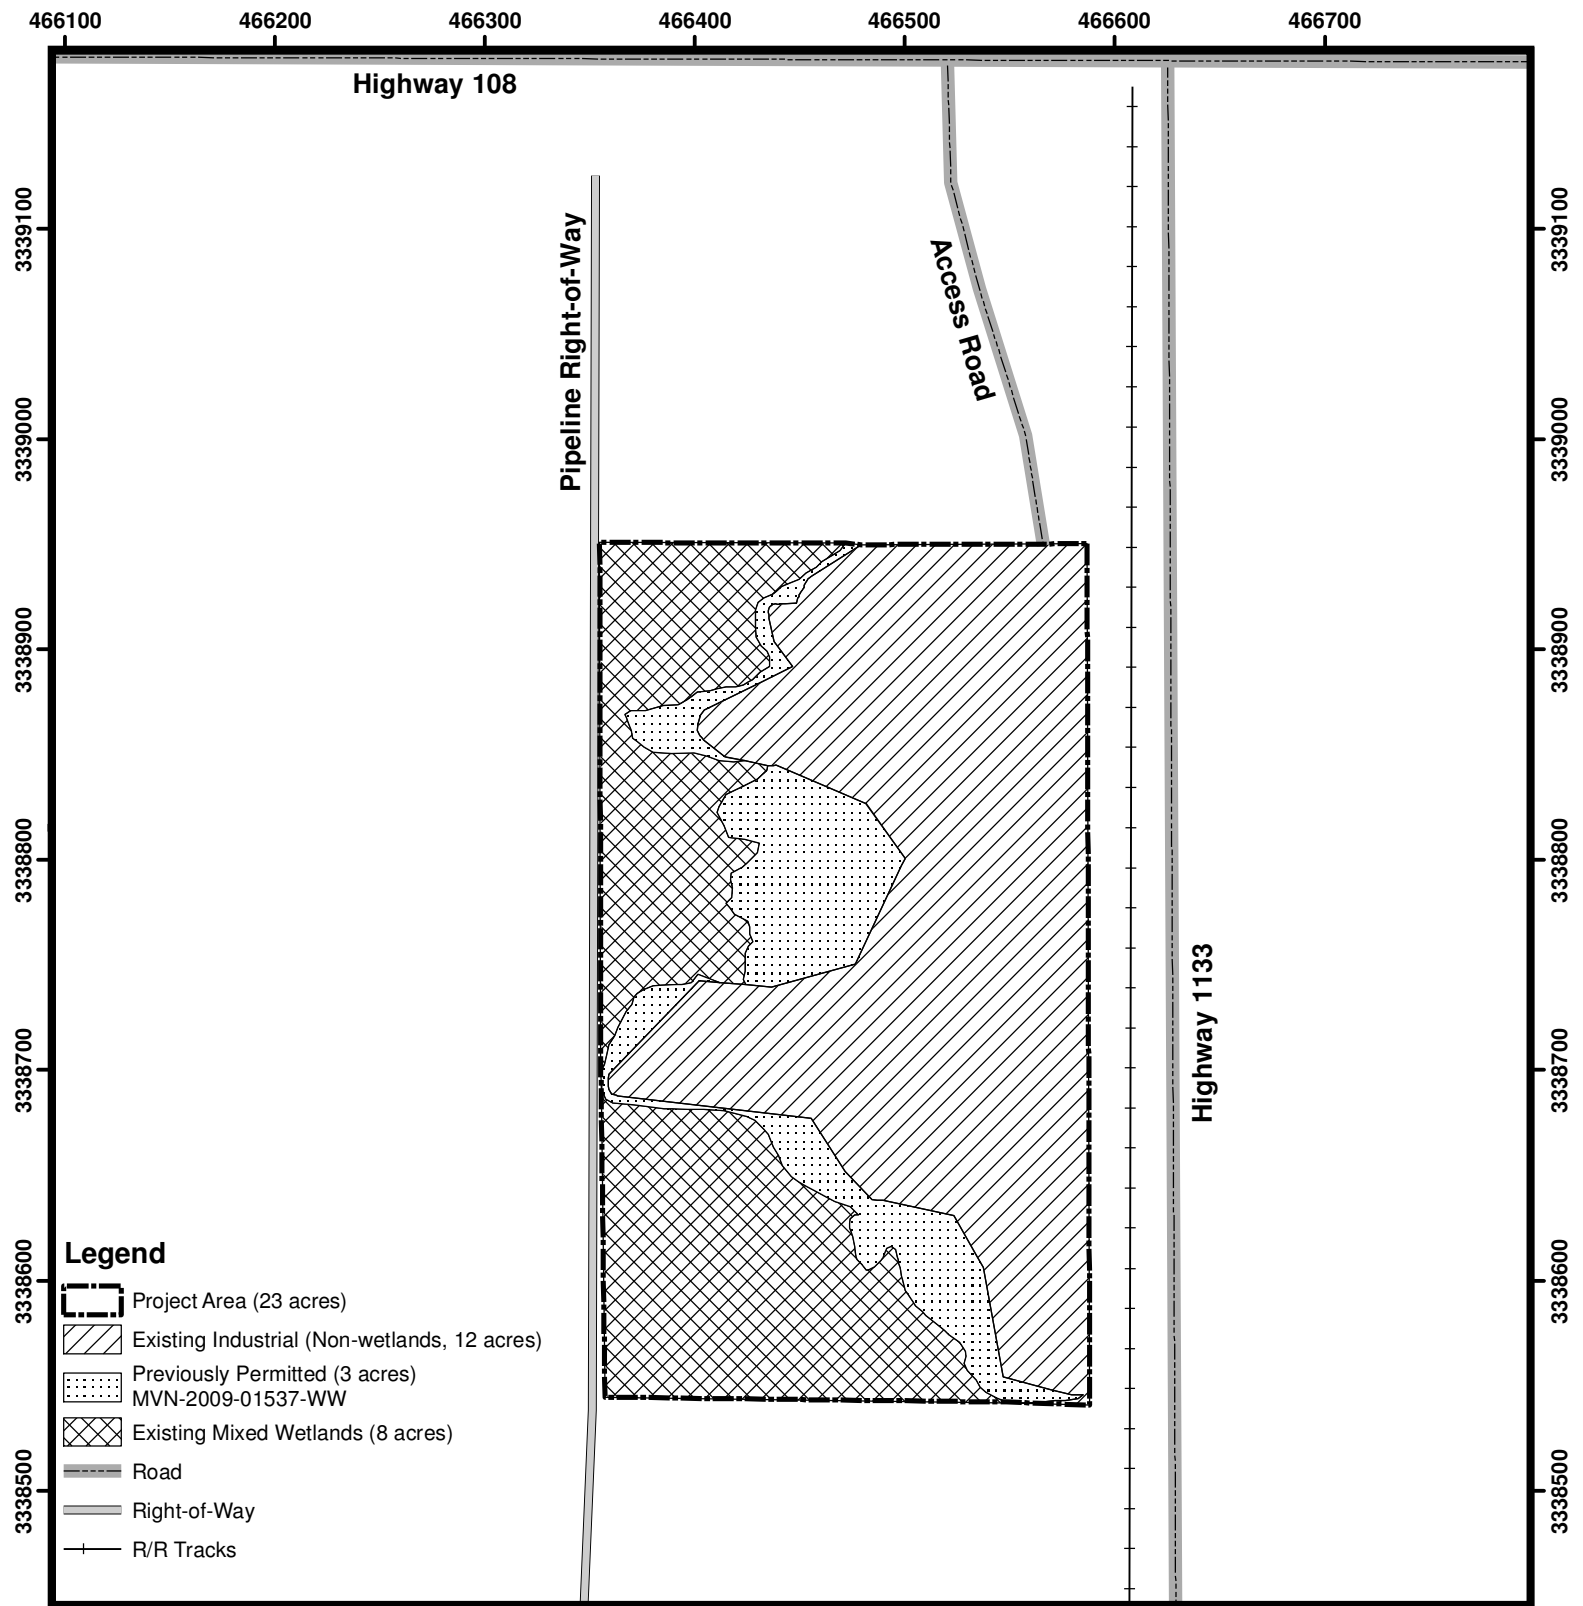 466100 466200 466300 466400 466500 466600 466700
Highway 108
Pipeline Right-of-Way
Access Road
Highway 1133
3339100
3339000
3338900
3338800
3338700
3338600
3338500
3339100
3339000
3338900
3338800
3338700
3338600
3338500
Legend
Project Area (23 acres)
Existing Industrial (Non-wetlands, 12 acres)
Previously Permitted (3 acres)
MVN-2009-01537-WW
Existing Mixed Wetlands (8 acres)
Road
Right-of-Way
R/R Tracks